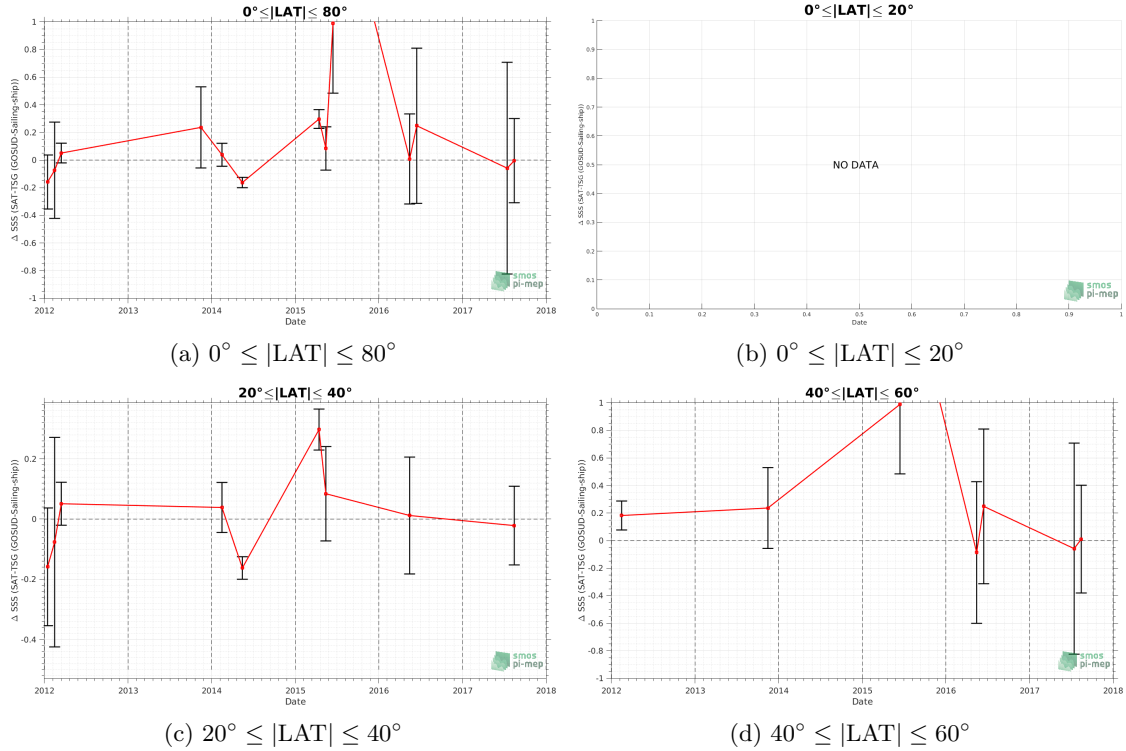 0°≤|LAT|≤ 80°
Δ SSS (SAT-TSG (GOSUD-Sailing-ship))
1
0.8
0.6
0.4
0.2
0
-0.2
-0.4
-0.6
-0.8
-1
2012 2013 2014 2015 2016 2017 2018
Date
smos
pi-mep
(a) 0° ≤ |LAT| ≤ 80°
0°≤|LAT|≤ 20°
Δ SSS (SAT-TSG (GOSUD-Sailing-ship))
1
0.9
0.8
0.7
0.6
0.5
0.4
0.3
0.2
0.1
0
NO DATA
0 0.1 0.2 0.3 0.4 0.5 0.6 0.7 0.8 0.9 1
Date
smos
pi-mep
(b) 0° ≤ |LAT| ≤ 20°
20°≤|LAT|≤ 40°
Δ SSS (SAT-TSG (GOSUD-Sailing-ship))
0.2
0
-0.2
-0.4
2012 2013 2014 2015 2016 2017 2018
Date
smos
pi-mep
(c) 20° ≤ |LAT| ≤ 40°
40°≤|LAT|≤ 60°
Δ SSS (SAT-TSG (GOSUD-Sailing-ship))
1
0.8
0.6
0.4
0.2
0
-0.2
-0.4
-0.6
-0.8
-1
2012 2013 2014 2015 2016 2017 2018
Date
smos
pi-mep
(d) 40° ≤ |LAT| ≤ 60°